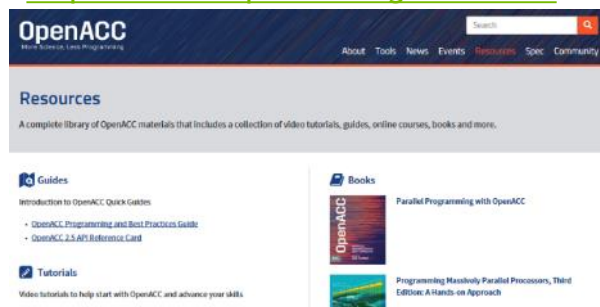 OpenACC
More Science, Less Programming
Search
About Tools News Events Resources Spec Community
Resources
A complete library of OpenACC materials that includes a collection of video tutorials, guides, online courses, books and more.
Guides
Introduction to OpenACC Quick Guides
• OpenACC Programming and Best Practices Guide
• OpenACC 2.5 API Reference Card
Tutorials
Video tutorials to help start with OpenACC and advance your skills
Books
OpenACC
Parallel Programming with OpenACC
Programming Massively Parallel Processors, Third
Edition: A Hands-on Approach